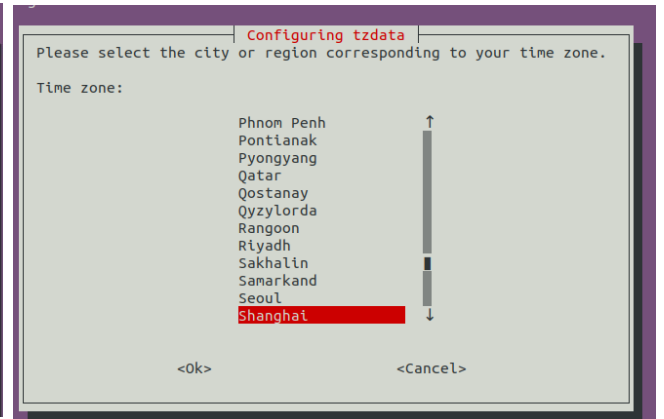 Configuring tzdata
Please select the city or region corresponding to your time zone.
Time zone:
Phnom Penh
Pontianak
Pyongyang
Qatar
Qostanay
Qyzylorda
Rangoon
Riyadh
Sakhalin
Samarkand
Seoul
Shanghai
<Ok> <Cancel>